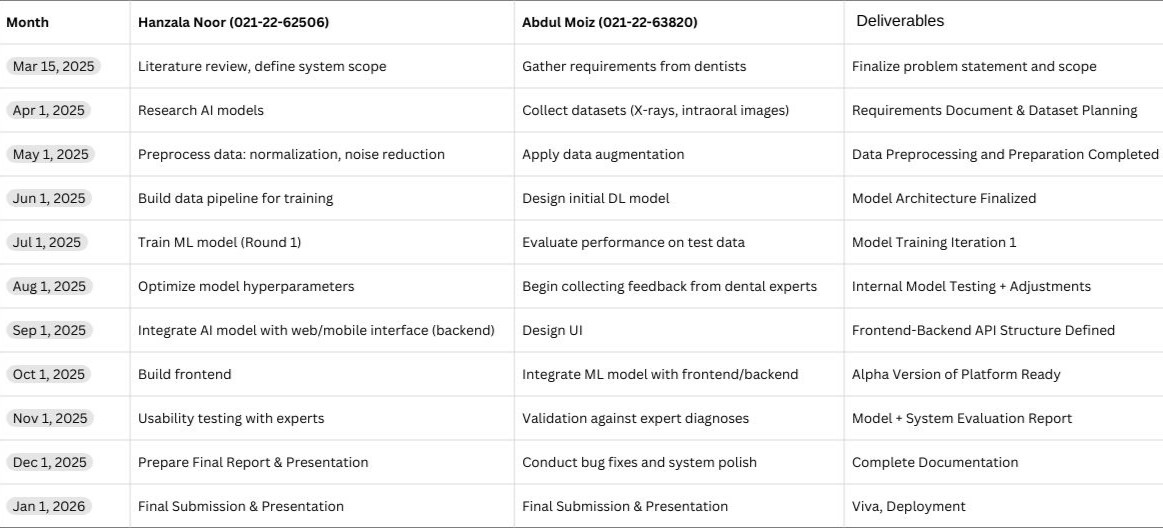 Month Hanzala Noor (021-22-62506) Abdul Moiz (021-22-63820) Deliverables
Mar 15, 2025 Literature review, define system scope Gather requirements from dentists Finalize problem statement and scope
Apr 1, 2025 Research AI models Collect datasets (X-rays, intraoral images) Requirements Document & Dataset Planning
May 1, 2025 Preprocess data: normalization, noise reduction Apply data augmentation Data Preprocessing and Preparation Completed
Jun 1, 2025 Build data pipeline for training Design initial DL model Model Architecture Finalized
Jul 1, 2025 Train ML model (Round 1) Evaluate performance on test data Model Training Iteration 1
Aug 1, 2025 Optimize model hyperparameters Begin collecting feedback from dental experts Internal Model Testing + Adjustments
Sep 1, 2025 Integrate AI model with web/mobile interface (backend) Design UI Frontend-Backend API Structure Defined
Oct 1, 2025 Build frontend Integrate ML model with frontend/backend Alpha Version of Platform Ready
Nov 1, 2025 Usability testing with experts Validation against expert diagnoses Model + System Evaluation Report
Dec 1, 2025 Prepare Final Report & Presentation Conduct bug fixes and system polish Complete Documentation
Jan 1, 2026 Final Submission & Presentation Final Submission & Presentation Viva, Deployment